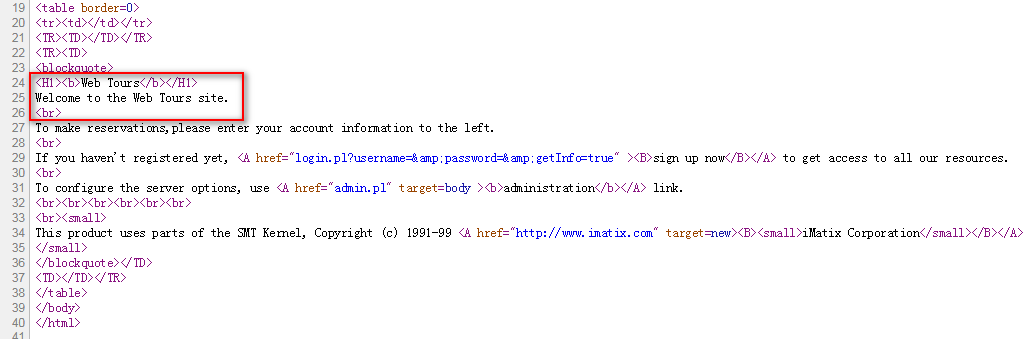 19 <table border=0>
20 <tr><td></td></tr>
21 <TR><TD></TD></TR>
22 <TR><TD>
23 <blockquote>
24 <H1><b>Web Tours</b></H1>
25 Welcome to the Web Tours site.
26 <br>
27 To make reservations,please enter your account information to the left.
28 <br>
29 If you haven't registered yet, <A href="login.pl?username=&amp;password=&amp;getInfo=true" ><B>sign up now</B></A> to get access to all our resources.
30 <br>
31 To configure the server options, use <A href="admin.pl" target=body ><b>administration</b></A> link.
32 <br><br><br><br><br><br>
33 <br><small>
34 This product uses parts of the SMT Kernel, Copyright (c) 1991-99 <A href="http://www.imatix.com" target=new><B><small>iMatix Corporation</small></B></A>
35 </small>
36 </blockquote></TD>
37 <TD></TD></TR>
38 </table>
39 </body>
40 </html>
41